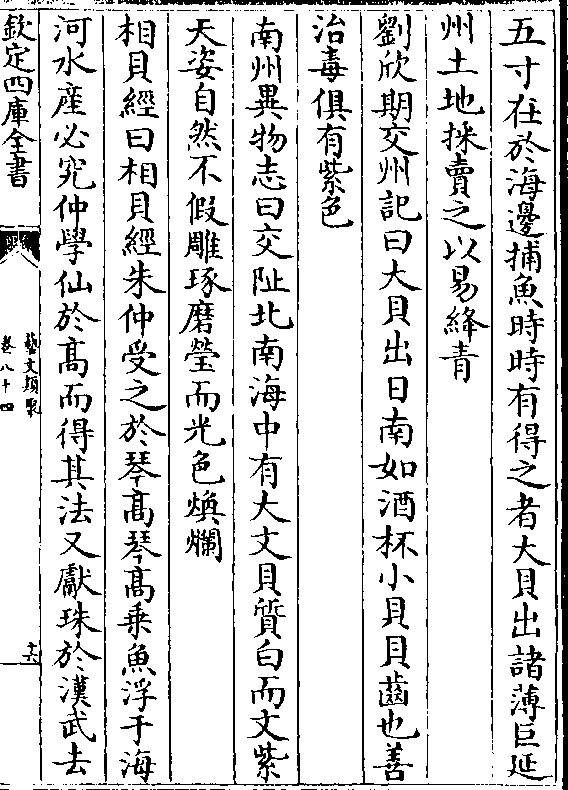 五寸在於海邊捕魚時時有得之者大貝出諸薄巨延
州土地採賣之以易絳青
劉欣期交州記曰大貝出日南如酒杯小貝貝齒也善
治毒俱有紫色
南州異物志曰交阯北南海中有大文貝質白而文紫
天姿自然不假雕琢磨瑩而光色煥爛
相貝經曰相貝經朱仲受之於琴高琴高乗魚浮于海
河水産必究仲學仙於高而得其法又獻珠於漢武去
欽定四庫全書
藝文類聚
卷八十四
十六